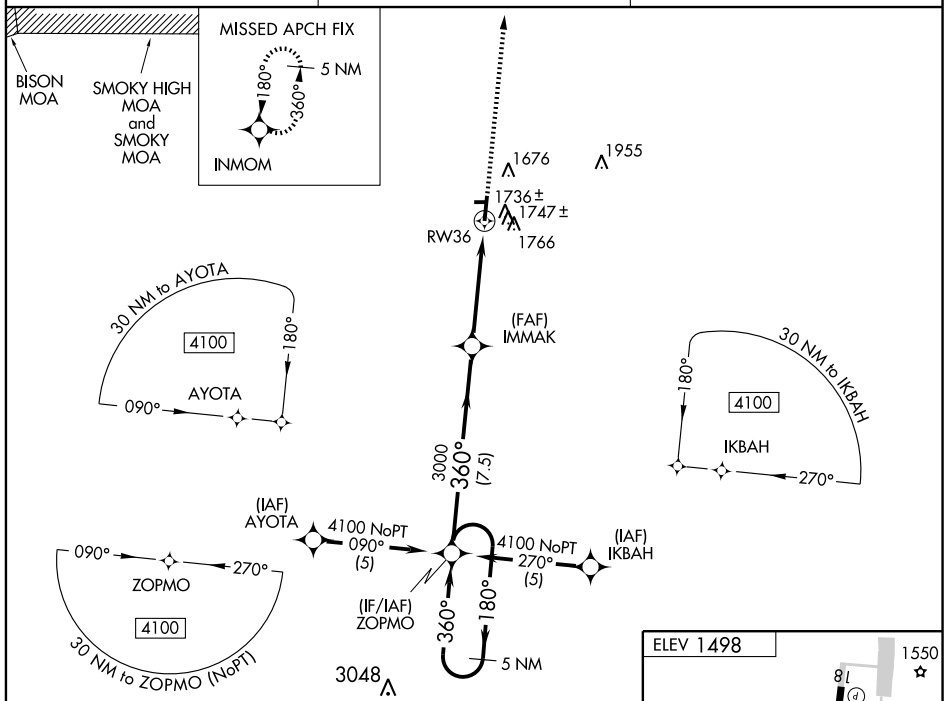 MISSED APCH FIX
5 NM
180°
360°
INMOM
BISON
MOA
SMOKY HIGH
MOA
and
SMOKY
MOA
1676
1955
1736 ±
1747 ±
1766
RW36
30 NM to AYOTA
4100
180°
AYOTA
090°
(FAF)
IMMAK
30 NM to IKBAH
180°
4100
IKBAH
270°
3000
360°
(7.5)
(IAF)
AYOTA
4100 NoPT
090°
(5)
4100 NoPT
270°
(5)
(IAF)
IKBAH
090°
270°
ZOPMO
4100
30 NM to ZOPMO (NoPT)
(IF/IAF)
ZOPMO
360°
180°
5 NM
3048
ELEV 1498
1550
18
P